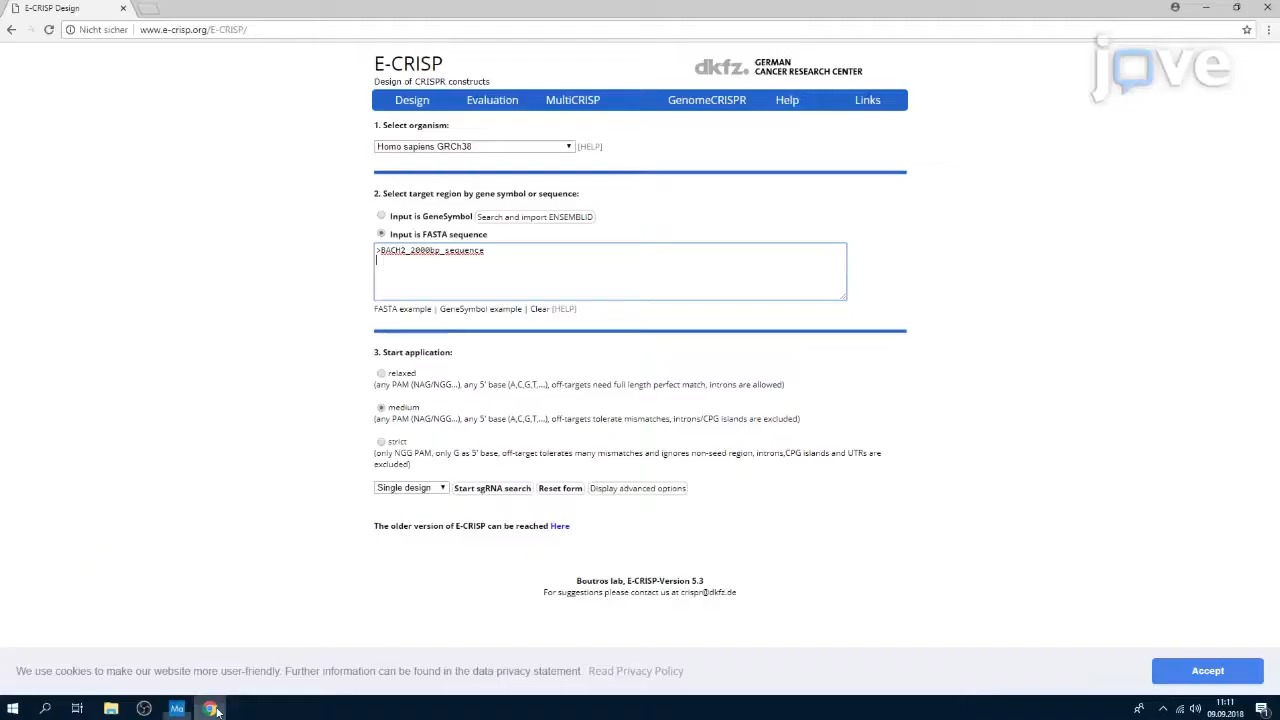 E-CRISP Design
Nicht sicher
www.e-crisp.org/E-CRISP/
jove
E-CRISP
Design of CRISPR constructs
dkfz. GERMAN
CANCER RESEARCH CENTER
Design Evaluation MultiCRISP GenomeCRISPR Help Links
1. Select organism:
Homo sapiens GRCh38 [HELP]
2. Select target region by gene symbol or sequence:
Input is GeneSymbol Search and import ENSEMBLID
Input is FASTA sequence
>BACH2_2000bp_sequence
FASTA example | GeneSymbol example | Clear [HELP]
3. Start application:
relaxed
(any PAM (NAG/NGG...), any 5' base (A,C,G,T,...), off-targets need full length perfect match, introns are allowed)
medium
(any PAM (NAG/NGG...), any 5' base (A,C,G,T,...), off-targets tolerate mismatches, introns/CPG islands are excluded)
strict
(only NGG PAM, only G as 5' base, off-target tolerates many mismatches and ignores non-seed region, introns,CPG islands and UTRs are
excluded)
Single design Start sgRNA search Reset form Display advanced options
The older version of E-CRISP can be reached Here
Boutros lab, E-CRISP-Version 5.3
For suggestions please contact us at crispr@dkfz.de
We use cookies to make our website more user-friendly. Further information can be found in the data privacy statement. Read Privacy Policy
Accept
11:11
09.09.2018